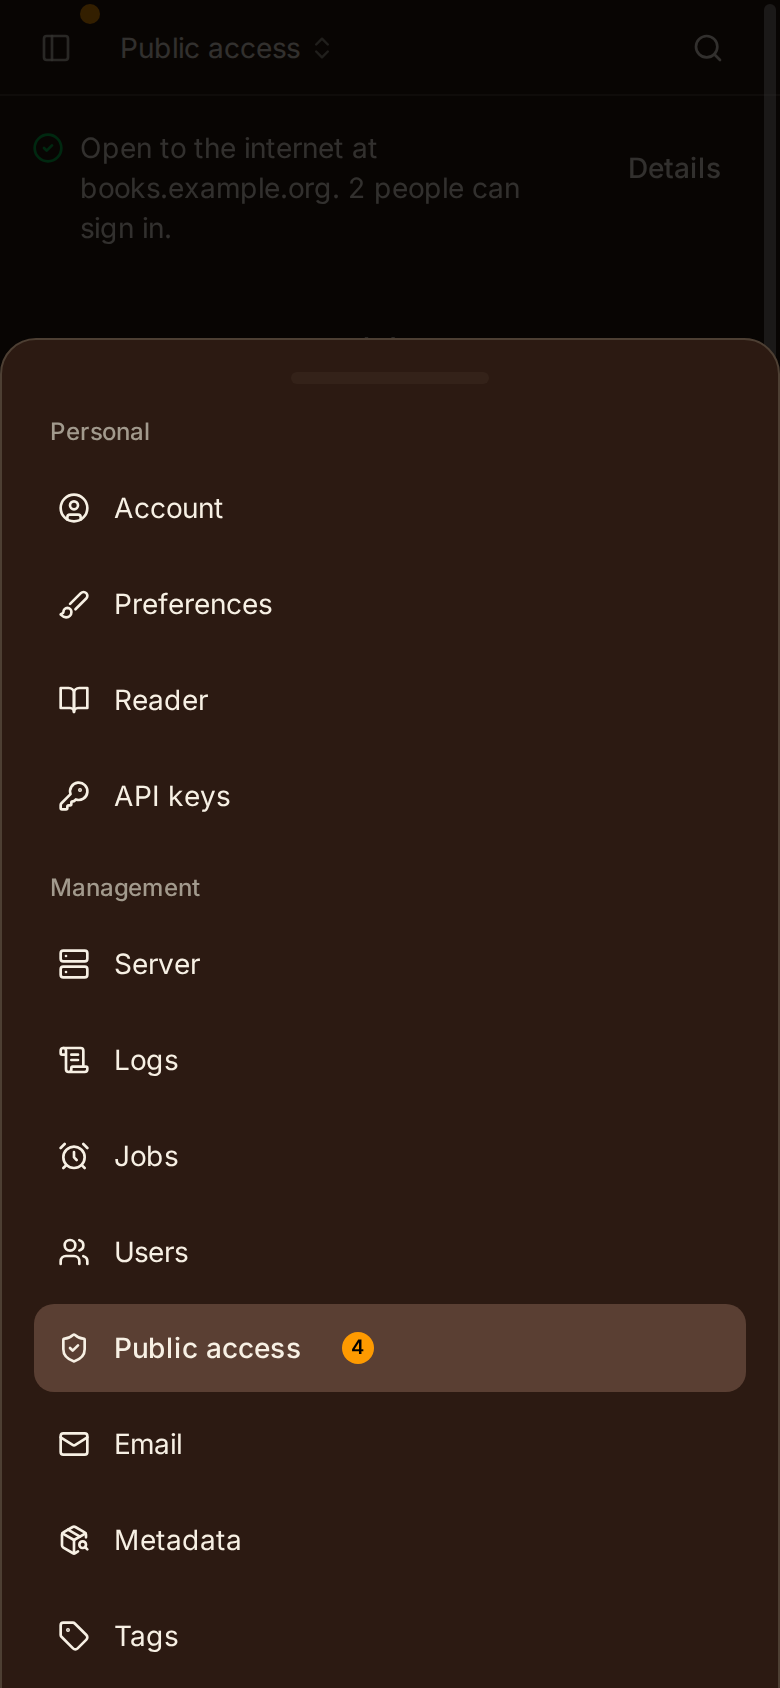 Public access
Open to the internet at
books.example.org. 2 people can
sign in.
Details
Personal
Account
Preferences
Reader
API keys
Management
Server
Logs
Jobs
Users
Public access 4
Email
Metadata
Tags